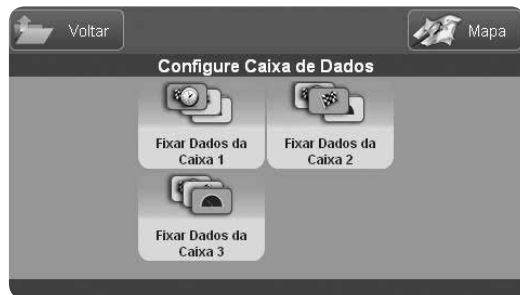 Voltar
Mapa
Configure Caixa de Dados
Fixar Dados da
Caixa 1
Fixar Dados da
Caixa 2
Fixar Dados da
Caixa 3